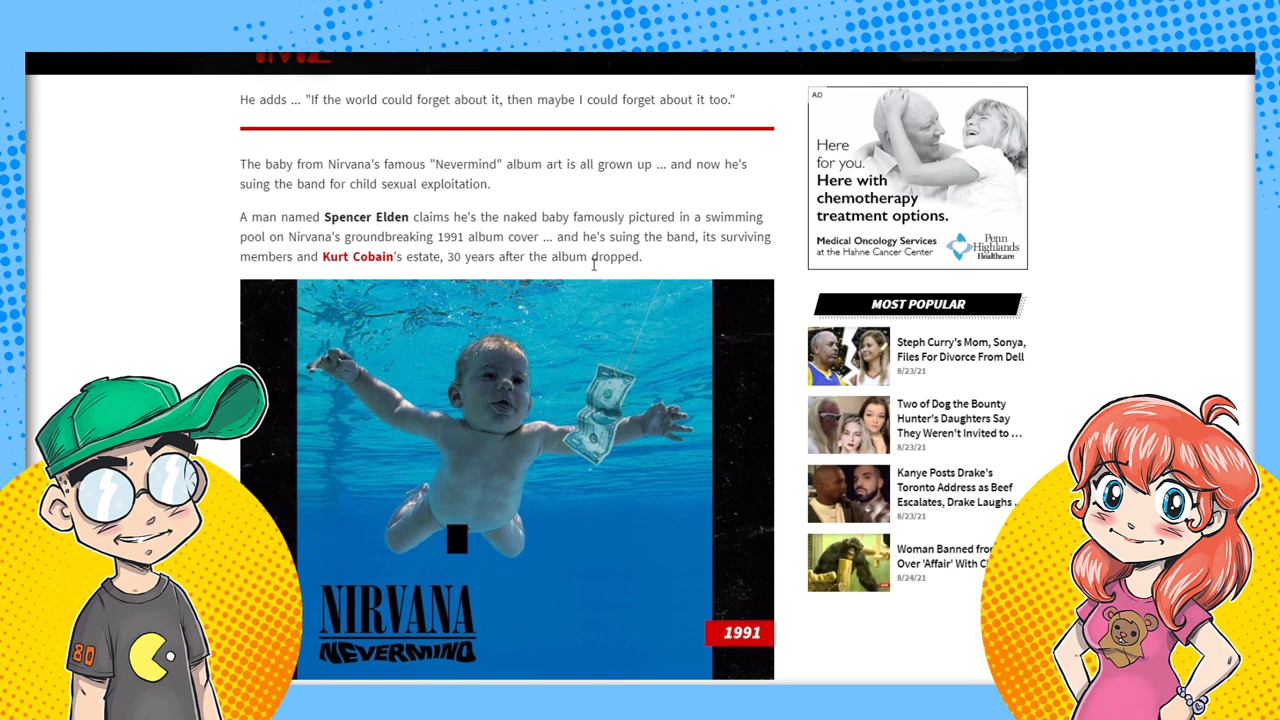 He adds ... "If the world could forget about it, then maybe I could forget about it too."
The baby from Nirvana's famous "Nevermind" album art is all grown up ... and now he's
suing the band for child sexual exploitation.
A man named Spencer Elden claims he's the naked baby famously pictured in a swimming
pool on Nirvana's groundbreaking 1991 album cover ... and he's suing the band, its surviving
members and Kurt Cobain's estate, 30 years after the album dropped.
NIRVANA
NEVERMIND
1991
AD
Here
for you.
Here with
chemotherapy
treatment options.
Medical Oncology Services
at the Hahne Cancer Center
Penn
Highlands
Healthcare
MOST POPULAR
Steph Curry's Mom, Sonya,
Files For Divorce From Dell
8/23/21
Two of Dog the Bounty
Hunter's Daughters Say
They Weren't Invited to ...
8/23/21
Kanye Posts Drake's
Toronto Address as Beef
Escalates, Drake Laughs
8/23/21
Woman Banned
Over 'Affair' With
8/24/21
80